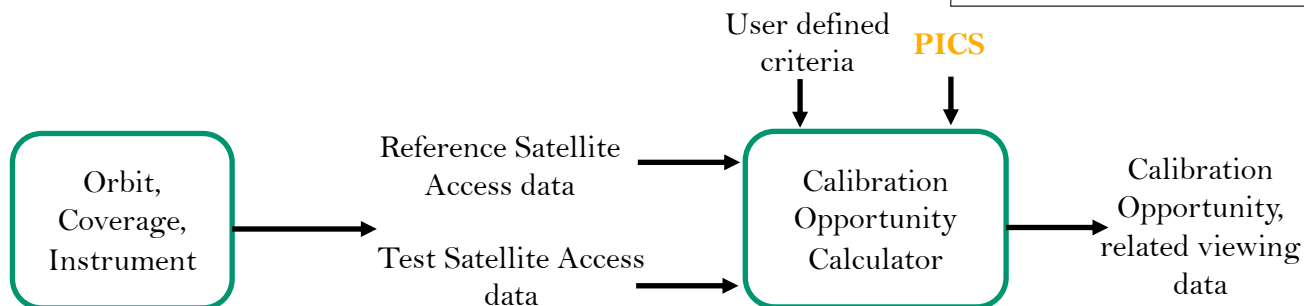 User defined
criteria
PICS
Orbit,
Coverage,
Instrument
Reference Satellite
Access data
Test Satellite Access
data
Calibration
Opportunity
Calculator
Calibration
Opportunity,
related viewing
data